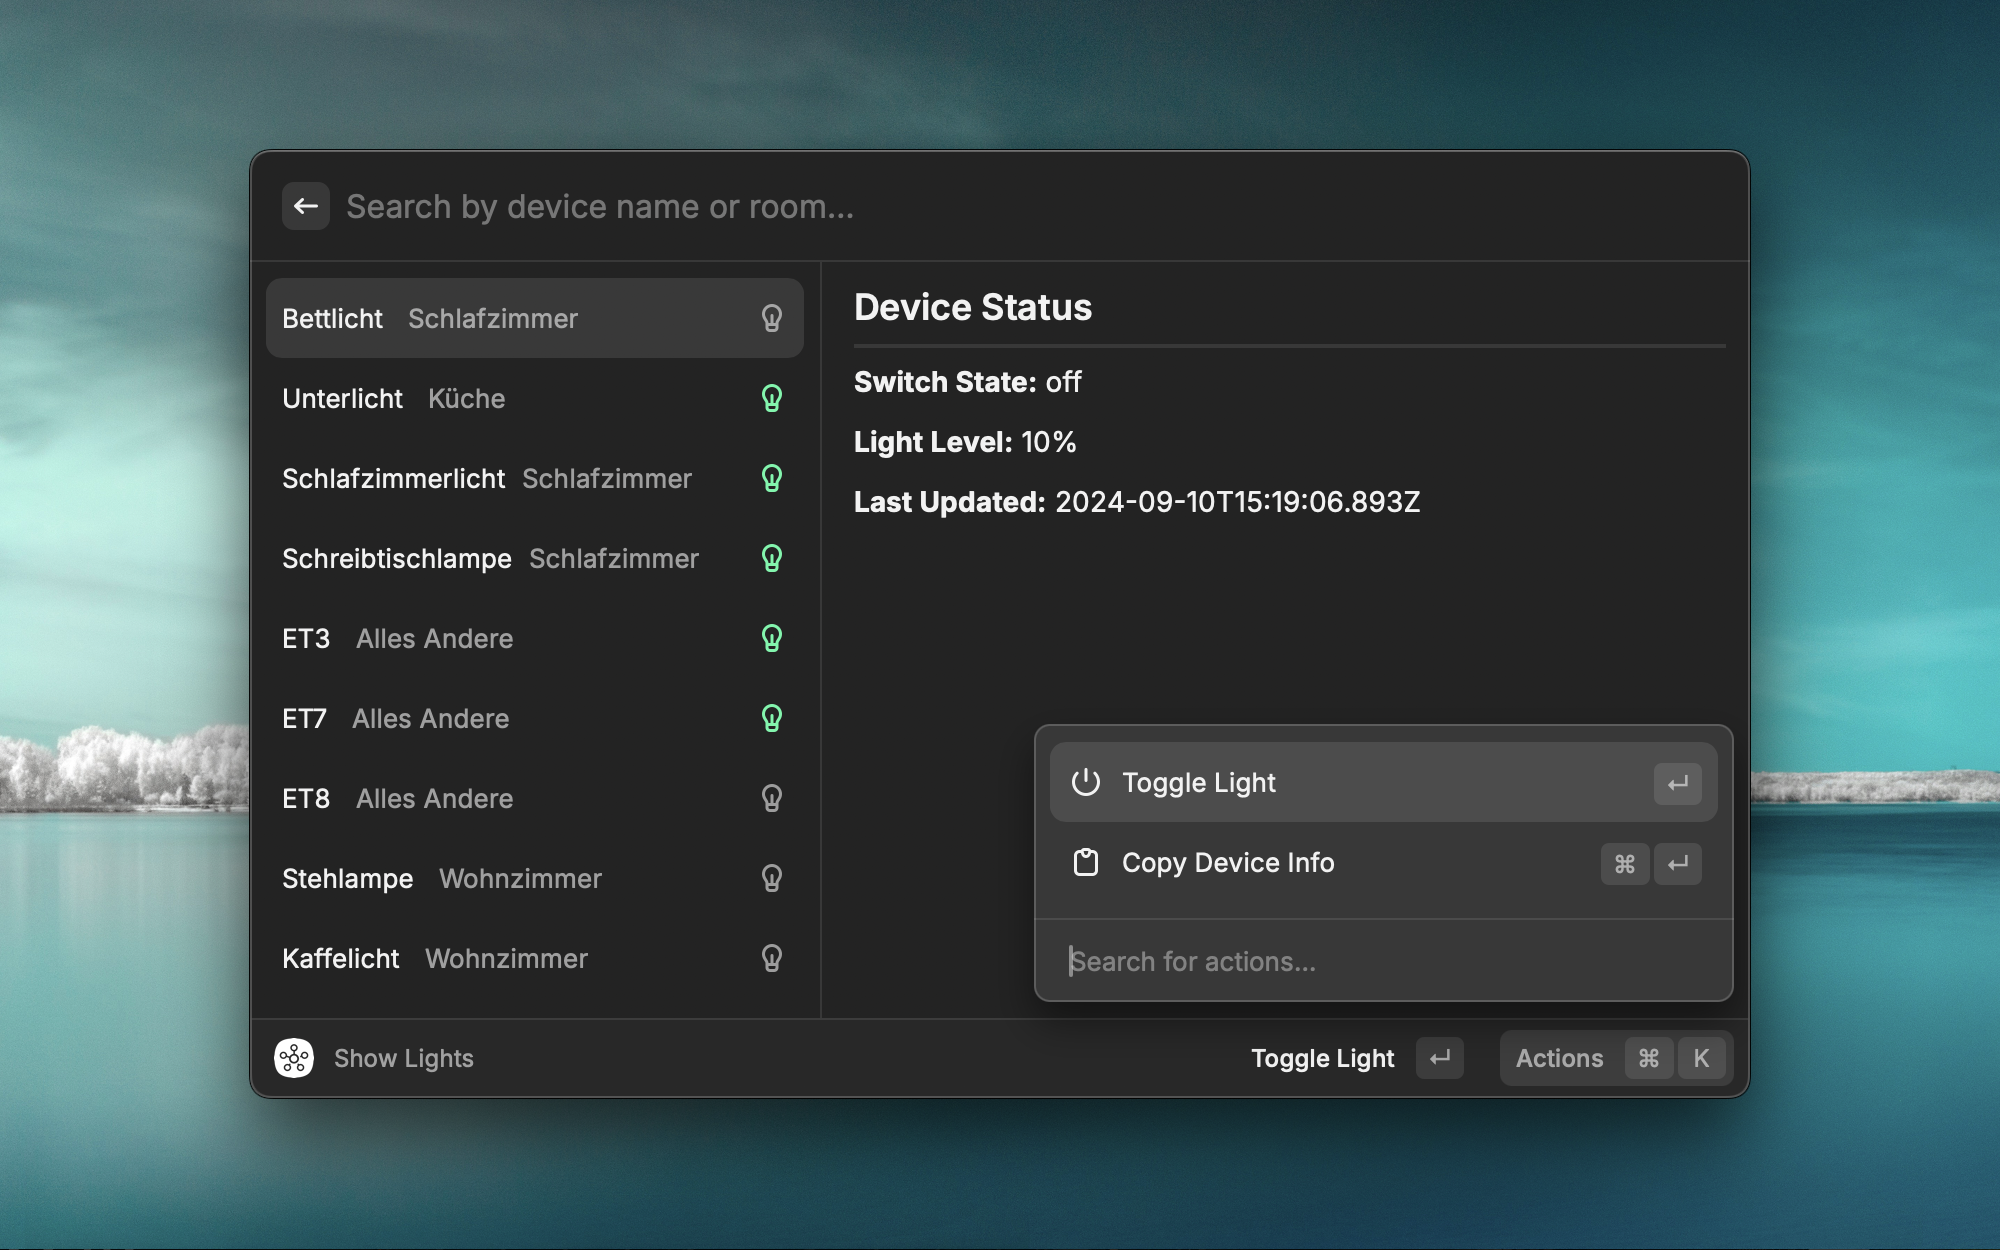 Search by device name or room...
Bettlicht Schlafzimmer
Unterlicht Küche
Schlafzimmerlicht Schlafzimmer
Schreibtischlampe Schlafzimmer
ET3 Alles Andere
ET7 Alles Andere
ET8 Alles Andere
Stehlampe Wohnzimmer
Kaffelicht Wohnzimmer
Device Status
Switch State: off
Light Level: 10%
Last Updated: 2024-09-10T15:19:06.893Z
Toggle Light ↵
Copy Device Info ⌘ ↵
Search for actions...
Show Lights
Toggle Light ↵
Actions ⌘ K